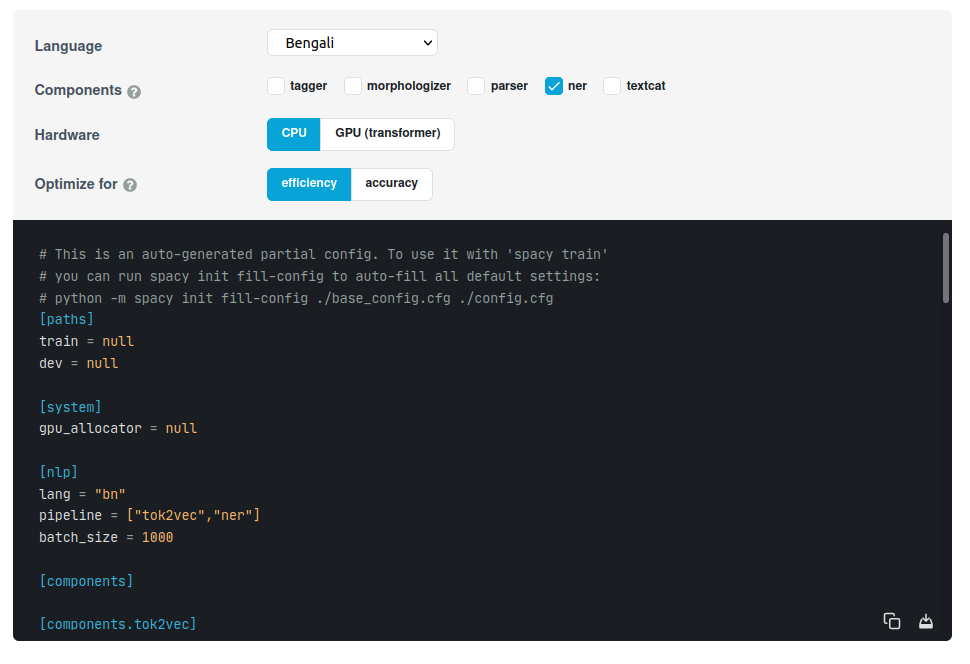 Language Bengali
Components ? tagger morphologizer parser ner textcat
Hardware CPU GPU (transformer)
Optimize for ? efficiency accuracy
# This is an auto-generated partial config. To use it with 'spacy train'
# you can run spacy init fill-config to auto-fill all default settings:
# python -m spacy init fill-config ./base_config.cfg ./config.cfg
[paths]
train = null
dev = null
[system]
gpu_allocator = null
[nlp]
lang = "bn"
pipeline = ["tok2vec","ner"]
batch_size = 1000
[components]
[components.tok2vec]